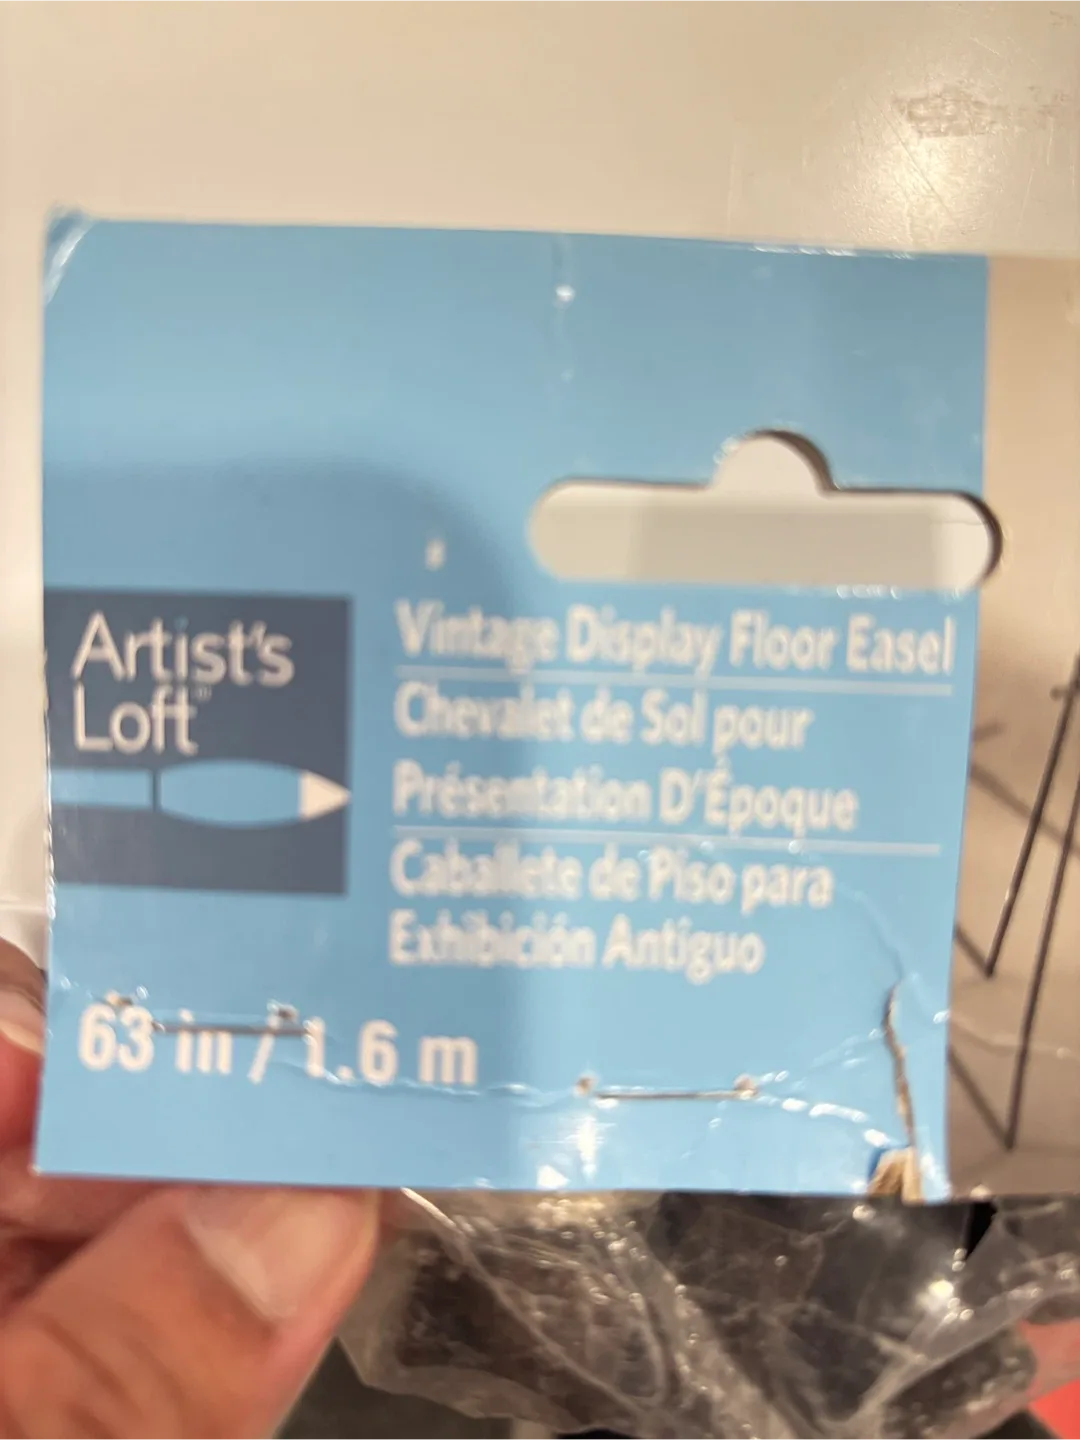 Artist's
Loft™
Vintage Display Floor Easel
Chevalet de Sol pour
Présentation D'Époque
Caballete de Piso para
Exhibición Antiguo
63 in / 1.6 m